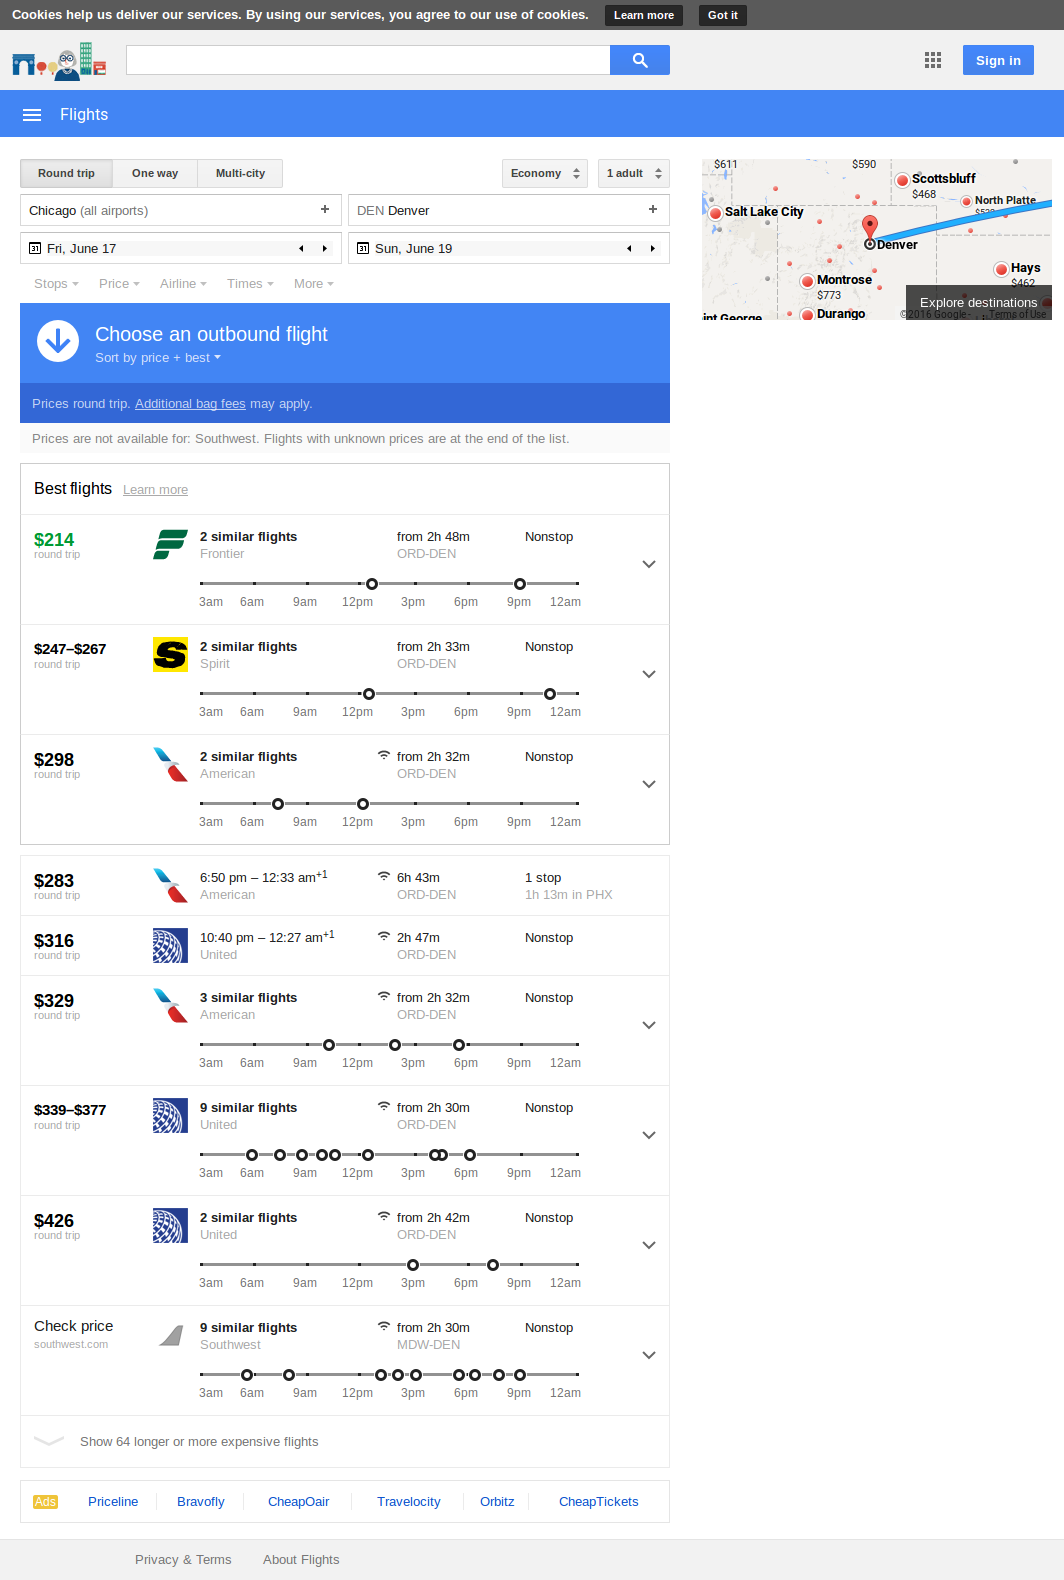 Cookies help us deliver our services. By using our services, you agree to our use of cookies. Learn more Got it
Sign in
Flights
Round trip One way Multi-city Economy 1 adult
Chicago (all airports) + DEN Denver +
31 Fri, June 17 31 Sun, June 19
Stops Price Airline Times More
Choose an outbound flight
Sort by price + best
Prices round trip. Additional bag fees may apply.
Prices are not available for: Southwest. Flights with unknown prices are at the end of the list.
Best flights Learn more
$214 2 similar flights from 2h 48m Nonstop
round trip Frontier ORD-DEN
3am 6am 9am 12pm 3pm 6pm 9pm 12am
$247–$267 2 similar flights from 2h 33m Nonstop
round trip Spirit ORD-DEN
3am 6am 9am 12pm 3pm 6pm 9pm 12am
$298 2 similar flights from 2h 32m Nonstop
round trip American ORD-DEN
3am 6am 9am 12pm 3pm 6pm 9pm 12am
$283 6:50 pm – 12:33 am+1 6h 43m 1 stop
round trip American ORD-DEN 1h 13m in PHX
$316 10:40 pm – 12:27 am+1 2h 47m Nonstop
round trip United ORD-DEN
$329 3 similar flights from 2h 32m Nonstop
round trip American ORD-DEN
3am 6am 9am 12pm 3pm 6pm 9pm 12am
$339–$377 9 similar flights from 2h 30m Nonstop
round trip United ORD-DEN
3am 6am 9am 12pm 3pm 6pm 9pm 12am
$426 2 similar flights from 2h 42m Nonstop
round trip United ORD-DEN
3am 6am 9am 12pm 3pm 6pm 9pm 12am
Check price 9 similar flights from 2h 30m Nonstop
southwest.com Southwest MDW-DEN
3am 6am 9am 12pm 3pm 6pm 9pm 12am
Show 64 longer or more expensive flights
Ads Priceline Bravofly CheapOair Travelocity Orbitz CheapTickets
Privacy & Terms About Flights
$611 $590
Scottsbluff
$468
North Platte
Salt Lake City
Denver
Hays
$462
Montrose
$773
Explore destinations
Durango
int George
©2016 Google - Terms of Use